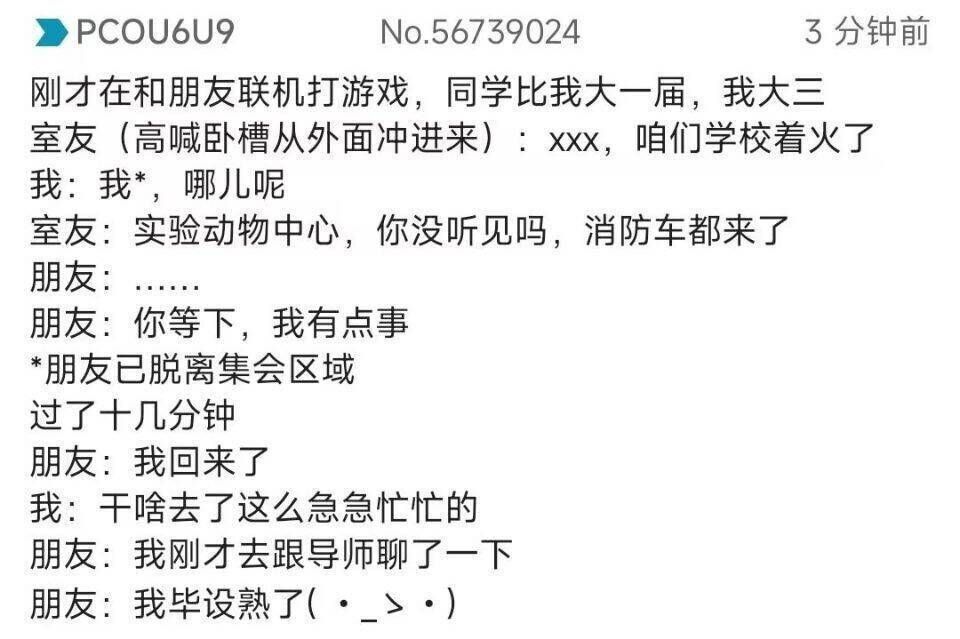 PCOU6U9 No.56739024 3 分钟前
刚才在和朋友联机打游戏，同学比我大一届，我大三
室友（高喊卧槽从外面冲进来）：xxx，咱们学校着火了
我：我*，哪儿呢
室友：实验动物中心，你没听见吗，消防车都来了
朋友：……
朋友：你等下，我有点事
*朋友已脱离集会区域
过了十几分钟
朋友：我回来了
我：干啥去了这么急急忙忙的
朋友：我刚才去跟导师聊了一下
朋友：我毕设熟了( ・_ゝ・)